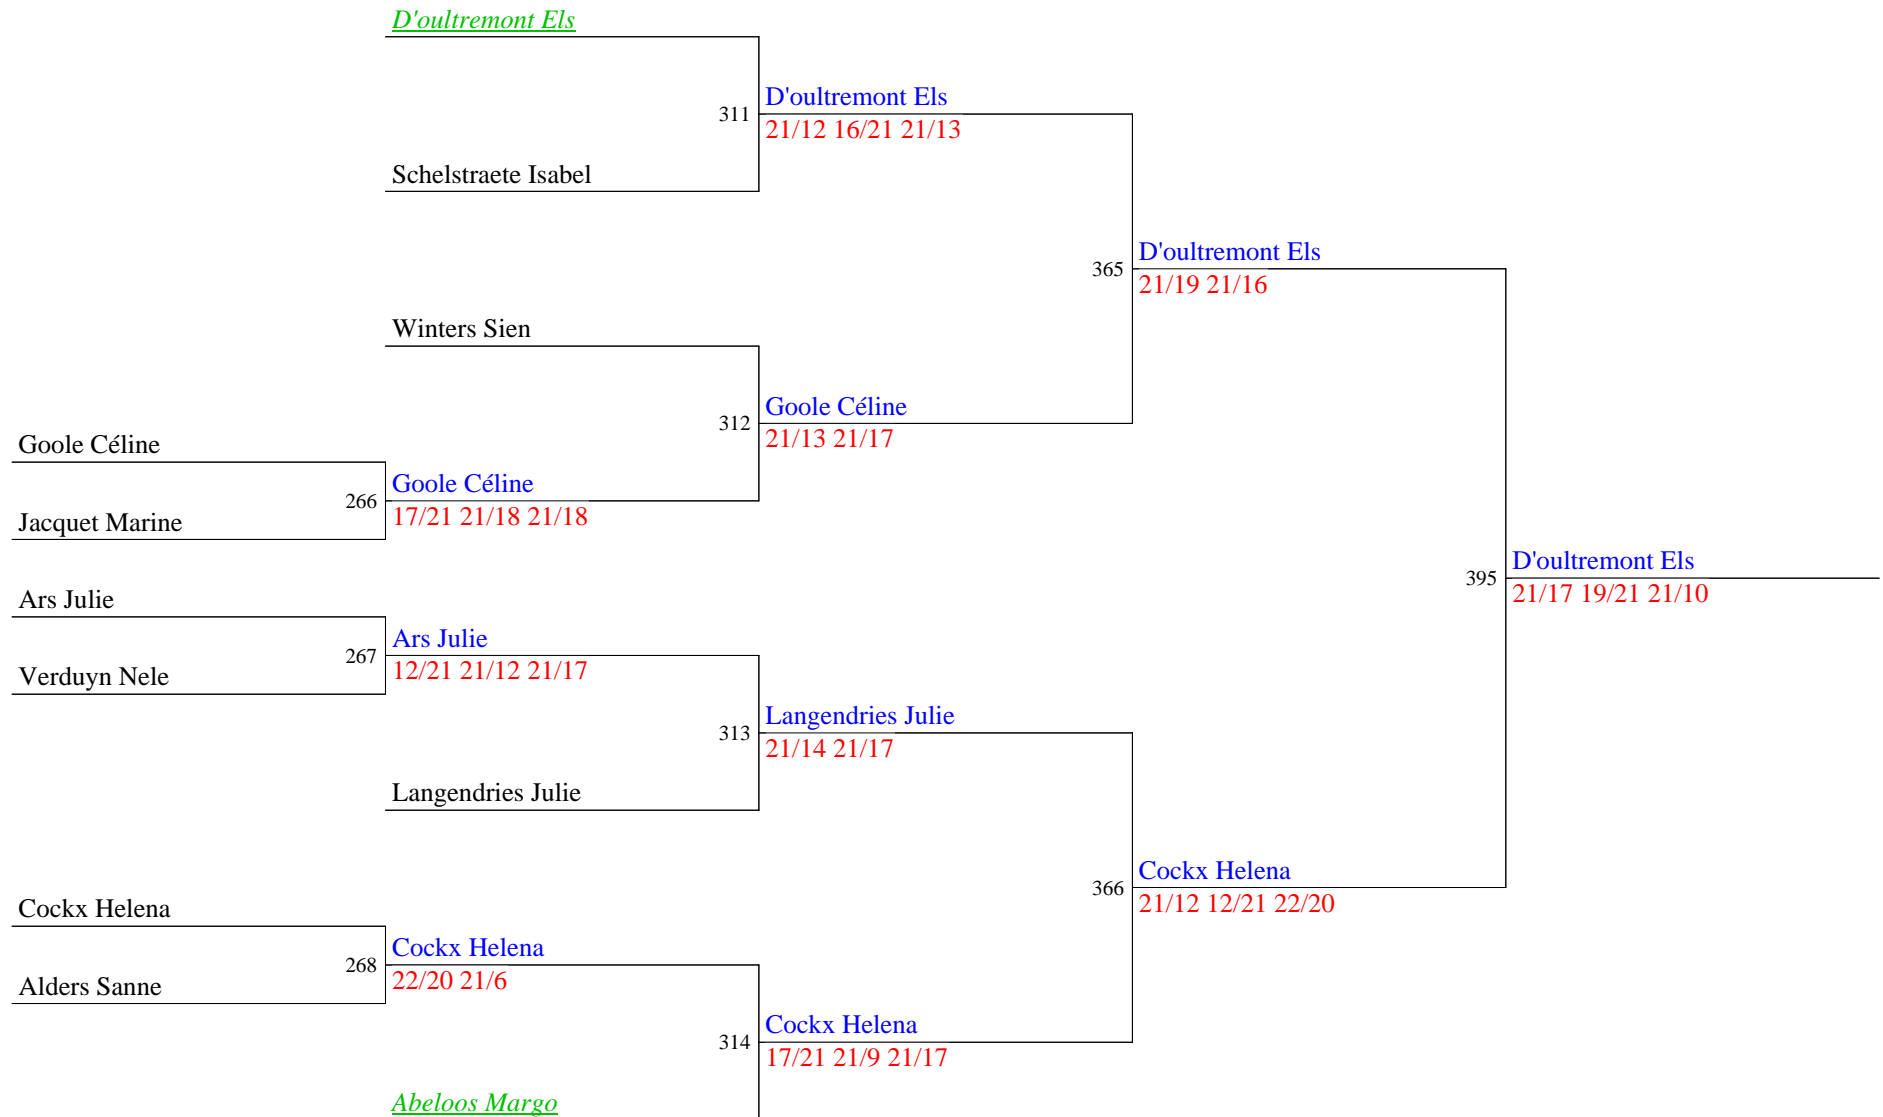 D'oultremont Els
311
D'oultremont Els
21/12 16/21 21/13
Schelstraete Isabel
365
D'oultremont Els
21/19 21/16
Winters Sien
312
Goole Céline
21/13 21/17
Goole Céline
266
Goole Céline
17/21 21/18 21/18
Jacquet Marine
395
D'oultremont Els
21/17 19/21 21/10
Ars Julie
267
Ars Julie
12/21 21/12 21/17
Verduyn Nele
313
Langendries Julie
21/14 21/17
Langendries Julie
366
Cockx Helena
21/12 12/21 22/20
Cockx Helena
268
Cockx Helena
22/20 21/6
Alders Sanne
314
Cockx Helena
17/21 21/9 21/17
Abeloos Margo